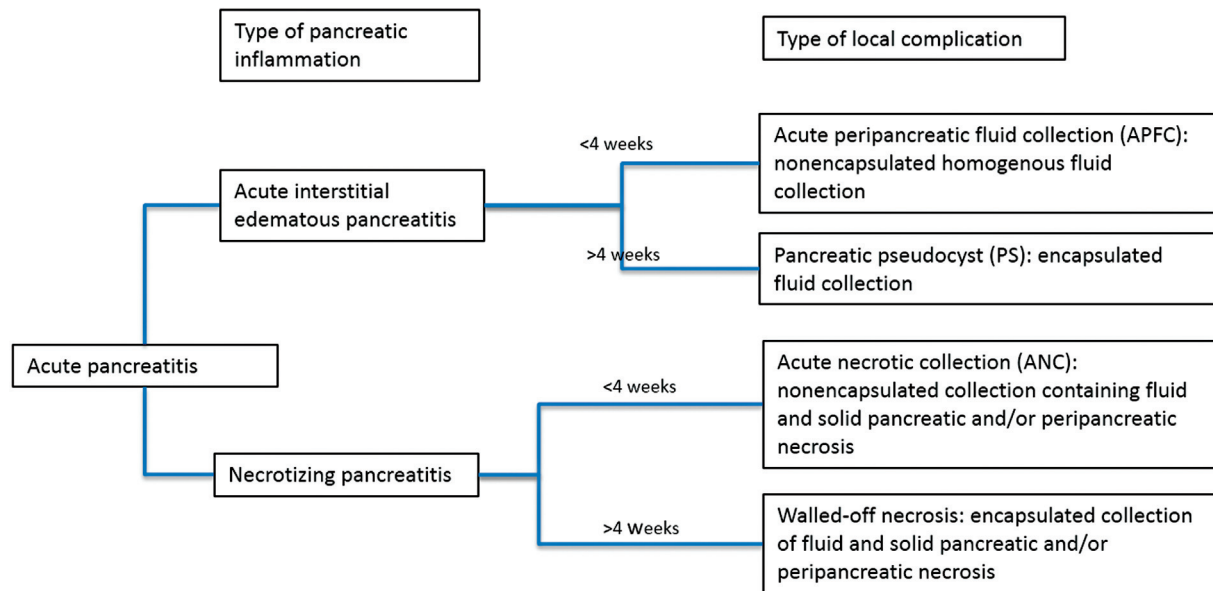 Type of pancreatic
inflammation
Type of local complication
<4 weeks
Acute peripancreatic fluid collection (APFC):
nonencapsulated homogenous fluid
collection
Acute interstitial
edematous pancreatitis
>4 weeks
Pancreatic pseudocyst (PS): encapsulated
fluid collection
Acute pancreatitis
<4 weeks
Acute necrotic collection (ANC):
nonencapsulated collection containing fluid
and solid pancreatic and/or peripancreatic
necrosis
Necrotizing pancreatitis
>4 Weeks
Walled-off necrosis: encapsulated collection
of fluid and solid pancreatic and/or
peripancreatic necrosis